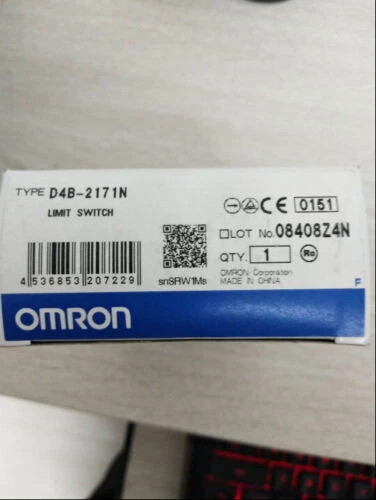 TYPE D4B-2171N
LIMIT SWITCH
CE 0151
LOT No. 08408Z4N
QTY. 1
4 536853 207229
snSRW1Ms
OMRON Corporation
MADE IN CHINA
F
OMRON